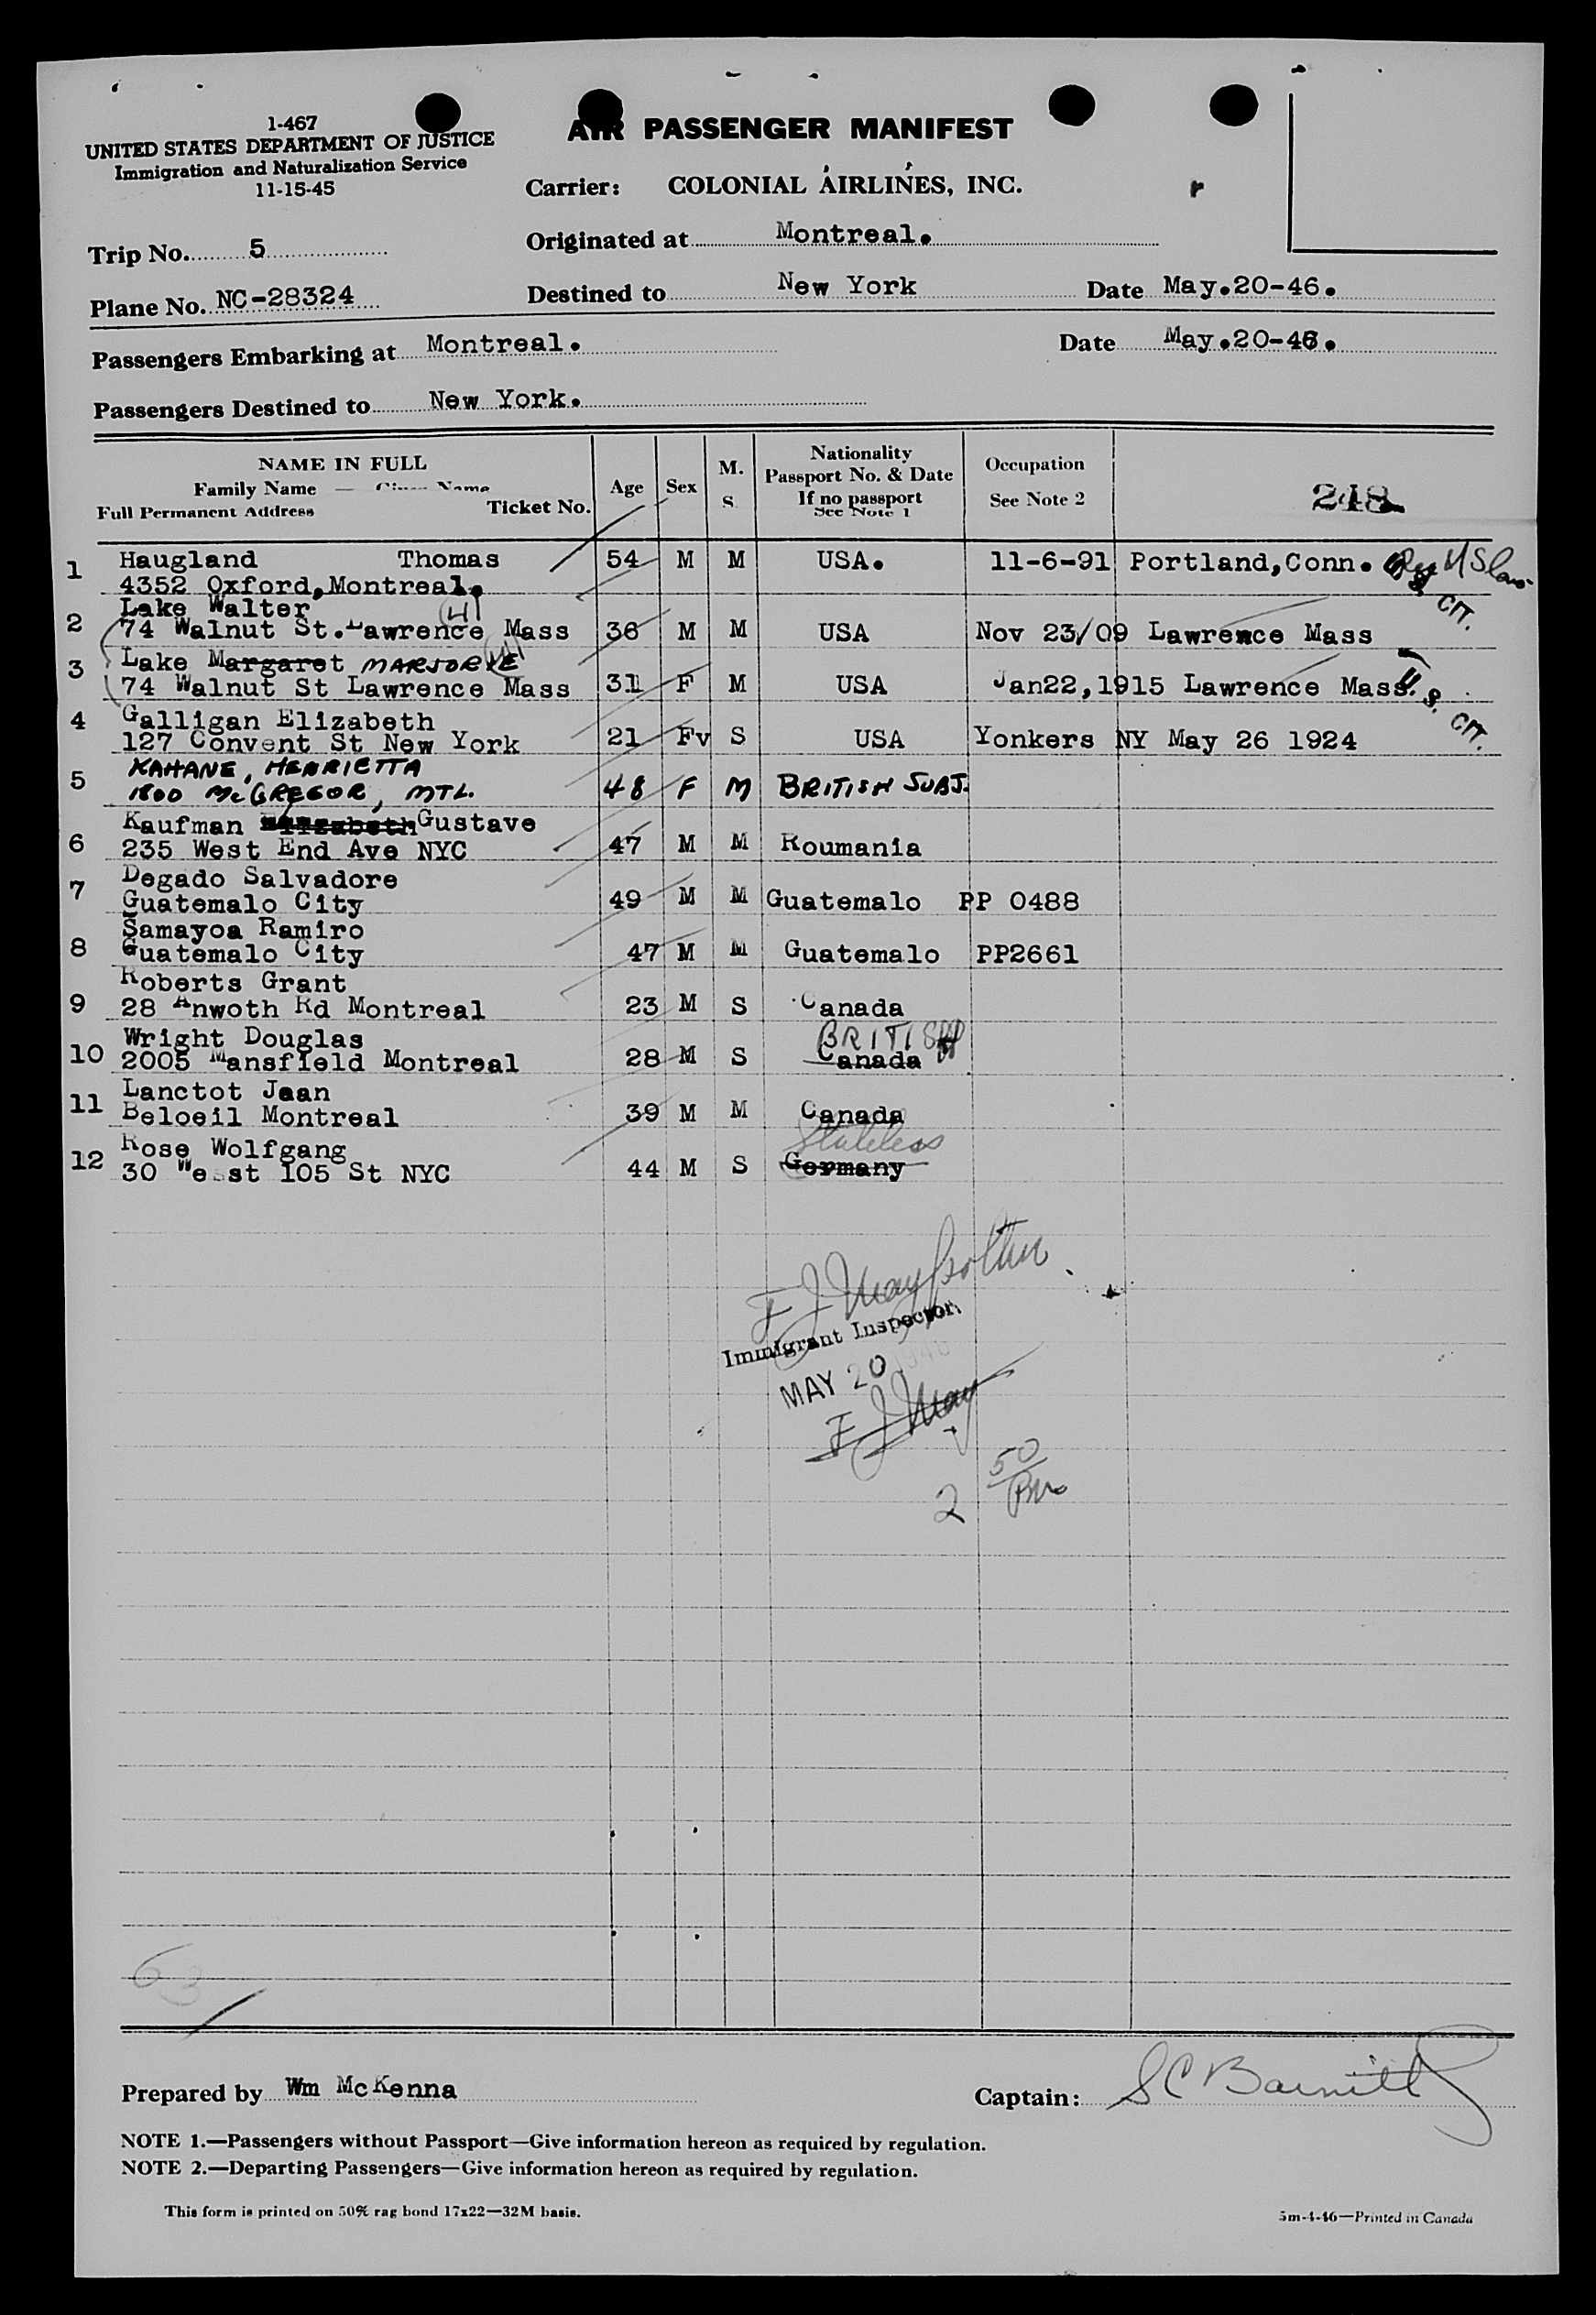 1-467
UNITED STATES DEPARTMENT OF JUSTICE
Immigration and Naturalization Service
11-15-45
AIR PASSENGER MANIFEST
Carrier: COLONIAL AIRLINES, INC.
Trip No. 5
Originated at Montreal.
Plane No. NC-28324
Destined to New York
Date May.20-46.
Passengers Embarking at Montreal.
Date May.20-46.
Passengers Destined to New York.
NAME IN FULL
Family Name — Given Name
Full Permanent Address Ticket No.
Age
Sex
M.
S.
Nationality
Passport No. & Date
If no passport
See Note 1
Occupation
See Note 2
248
1 Haugland Thomas 54 M M USA. 11-6-91 Portland, Conn.
4352 Oxford, Montreal.
U.S. CIT.
Lake Walter
2 74 Walnut St. Lawrence Mass 36 M M USA Nov 23/09 Lawrence Mass
3 Lake Margaret MARJORIE
74 Walnut St Lawrence Mass 31 F M USA Jan22,1915 Lawrence Mass.
U.S. CIT.
4 Galligan Elizabeth
127 Convent St New York 21 Fv S USA Yonkers NY May 26 1924
5 KAHANE, HENRIETTA
1800 McGREGOR, MTL. 48 F M BRITISH SUBJ.
Kaufman Elizabeth Gustave
6 235 West End Ave NYC 47 M M Roumania
7 Degado Salvadore
Guatemalo City 49 M M Guatemalo PP 0488
Samayoa Ramiro
8 Guatemalo City 47 M M Guatemalo PP2661
Roberts Grant
9 28 Anwoth Rd Montreal 23 M S Canada
Wright Douglas BRITISH
10 2005 Mansfield Montreal 28 M S Canada
Lanctot Jean
11 Beloeil Montreal 39 M M Canada
Rose Wolfgang Stateless
12 30 West 105 St NYC 44 M S Germany
Immigrant Inspector
MAY 20 1946
F J May
2 50
PM
63
Prepared by Wm McKenna
Captain: S C
NOTE 1.—Passengers without Passport—Give information hereon as required by regulation.
NOTE 2.—Departing Passengers—Give information hereon as required by regulation.
This form is printed on 50% rag bond 17x22—32M basis.
5m-4-46—Printed in Canada